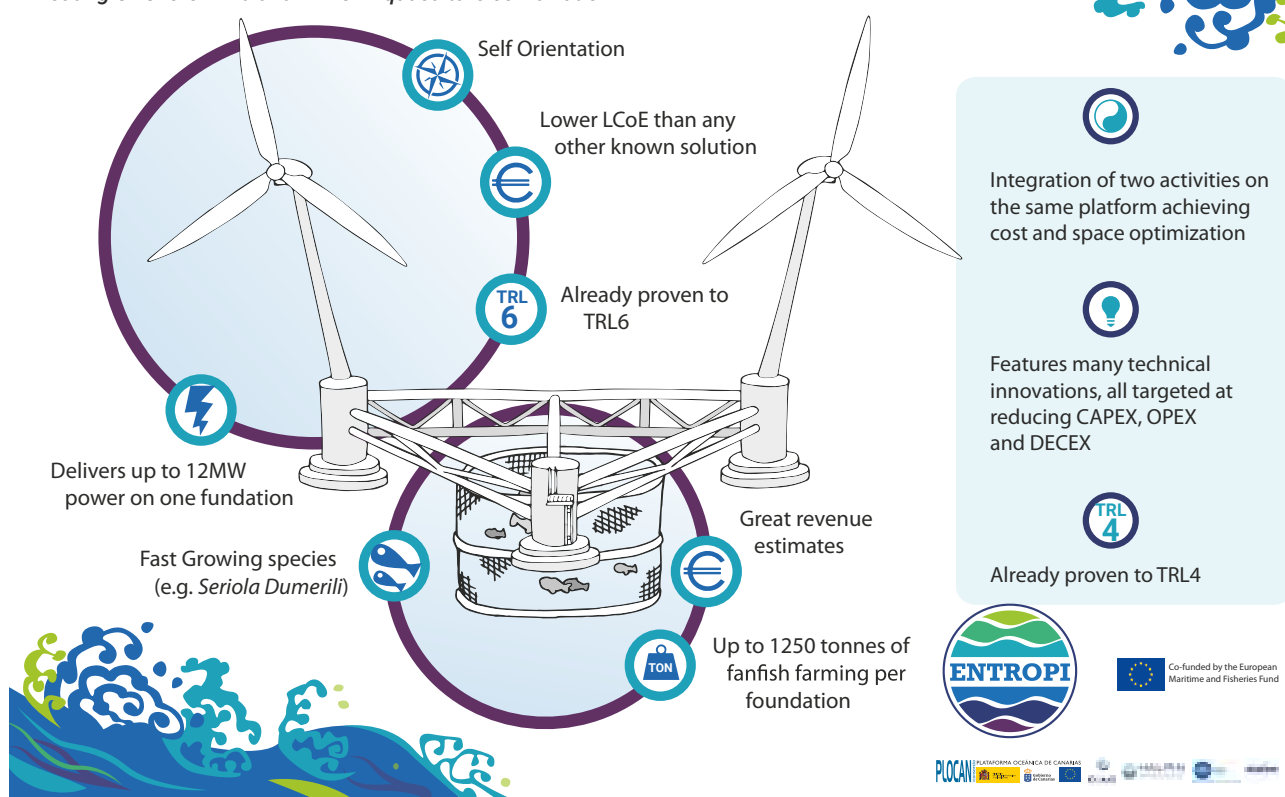 Self Orientation
Lower LCoE than any
other known solution
TRL
6
Already proven to
TRL6
Delivers up to 12MW
power on one fundation
Fast Growing species
(e.g. Seriola Dumerili)
Great revenue
estimates
TON
Up to 1250 tonnes of
fanfish farming per
foundation
Integration of two activities on
the same platform achieving
cost and space optimization
Features many technical
innovations, all targeted at
reducing CAPEX, OPEX
and DECEX
TRL
4
Already proven to TRL4
ENTROPI
Co-funded by the European
Maritime and Fisheries Fund
PLOCAN
PLATAFORMA OCEÁNICA DE CANARIAS
Gobierno
de Canarias